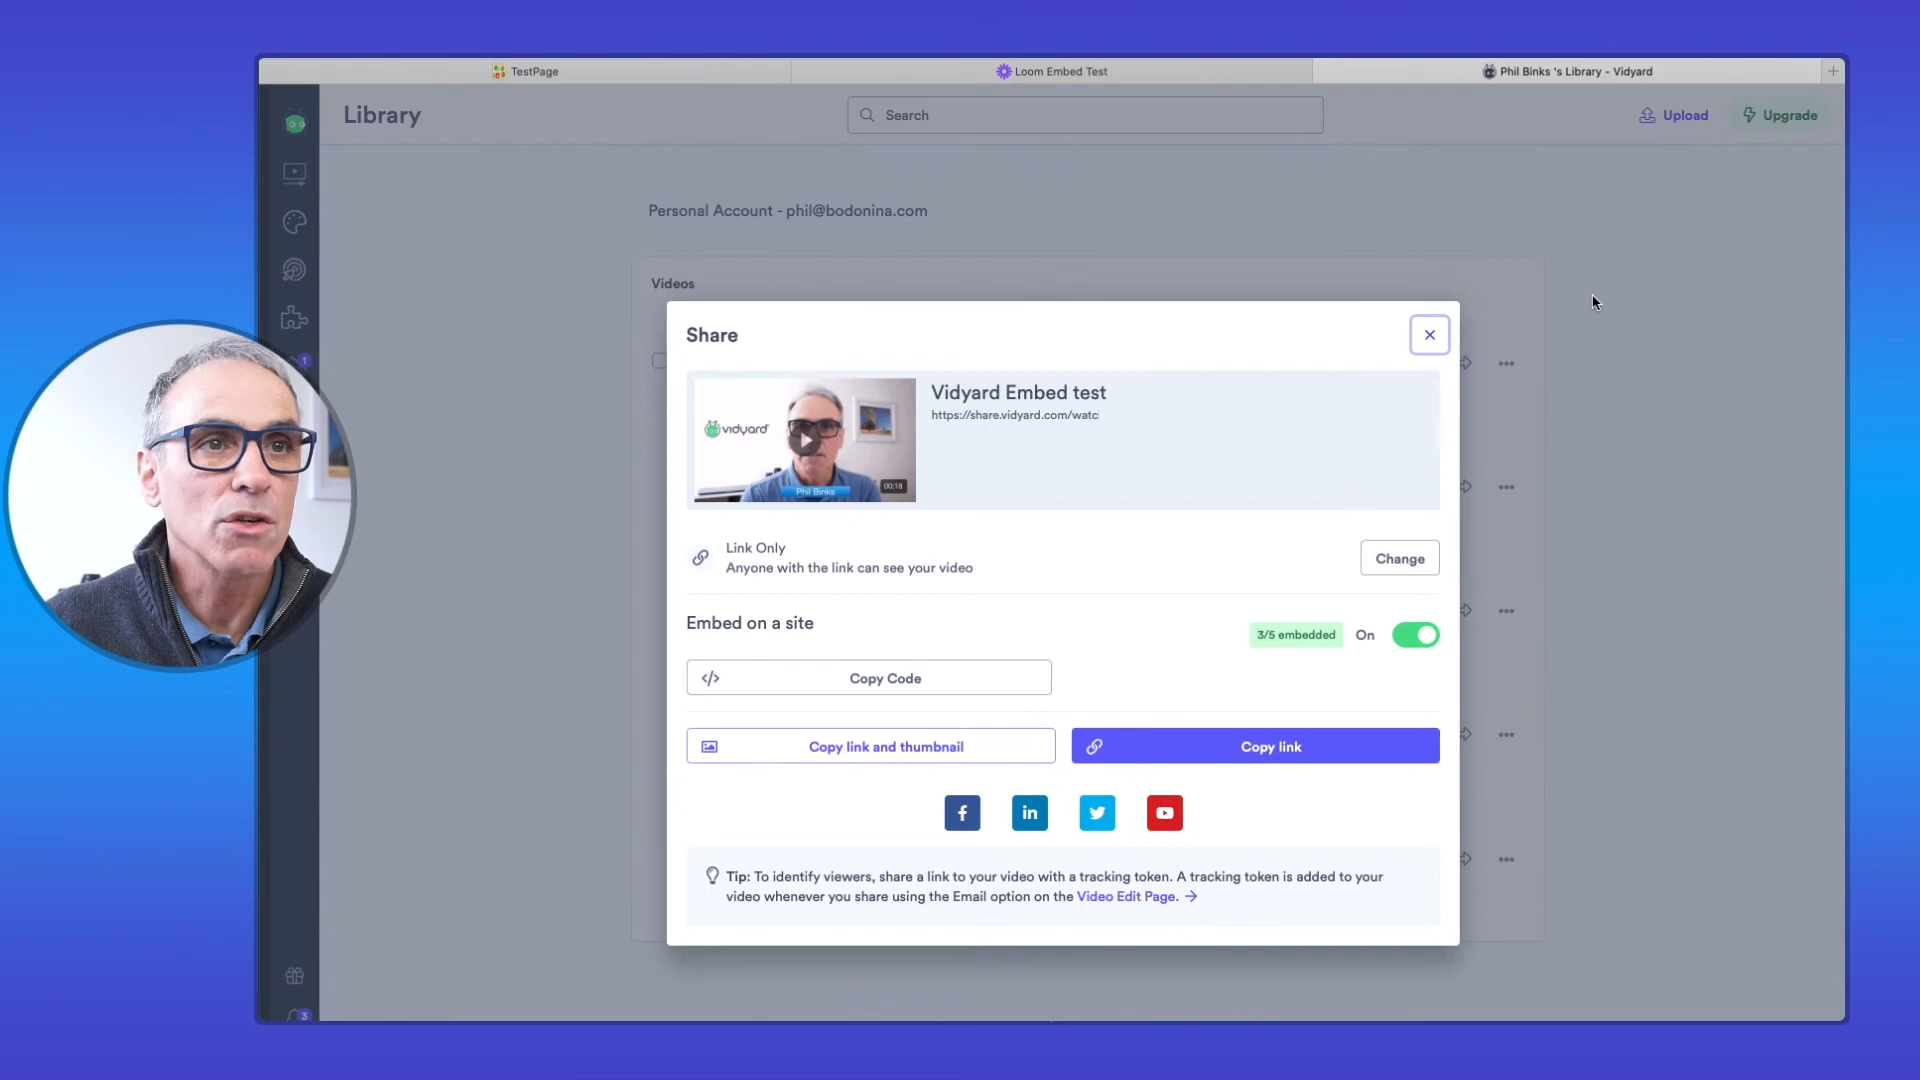 TestPage
Loom Embed Test
Phil Binks 's Library - Vidyard
Library
Search
Upload
Upgrade
Personal Account - phil@bodonina.com
Videos
1
Share
Vidyard Embed test
https://share.vidyard.com/watc
vidyard
Phil Binks
00:18
Link Only
Anyone with the link can see your video
Change
Embed on a site
3/5 embedded
On
Copy Code
Copy link and thumbnail
Copy link
Tip: To identify viewers, share a link to your video with a tracking token. A tracking token is added to your
video whenever you share using the Email option on the Video Edit Page.
3